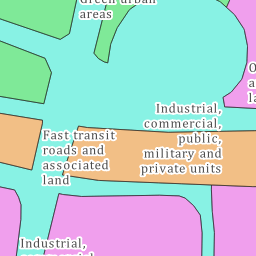 Green urban
areas
Industrial,
commercial,
public,
military and
private units
Fast transit
roads and
associated
land
Industrial,